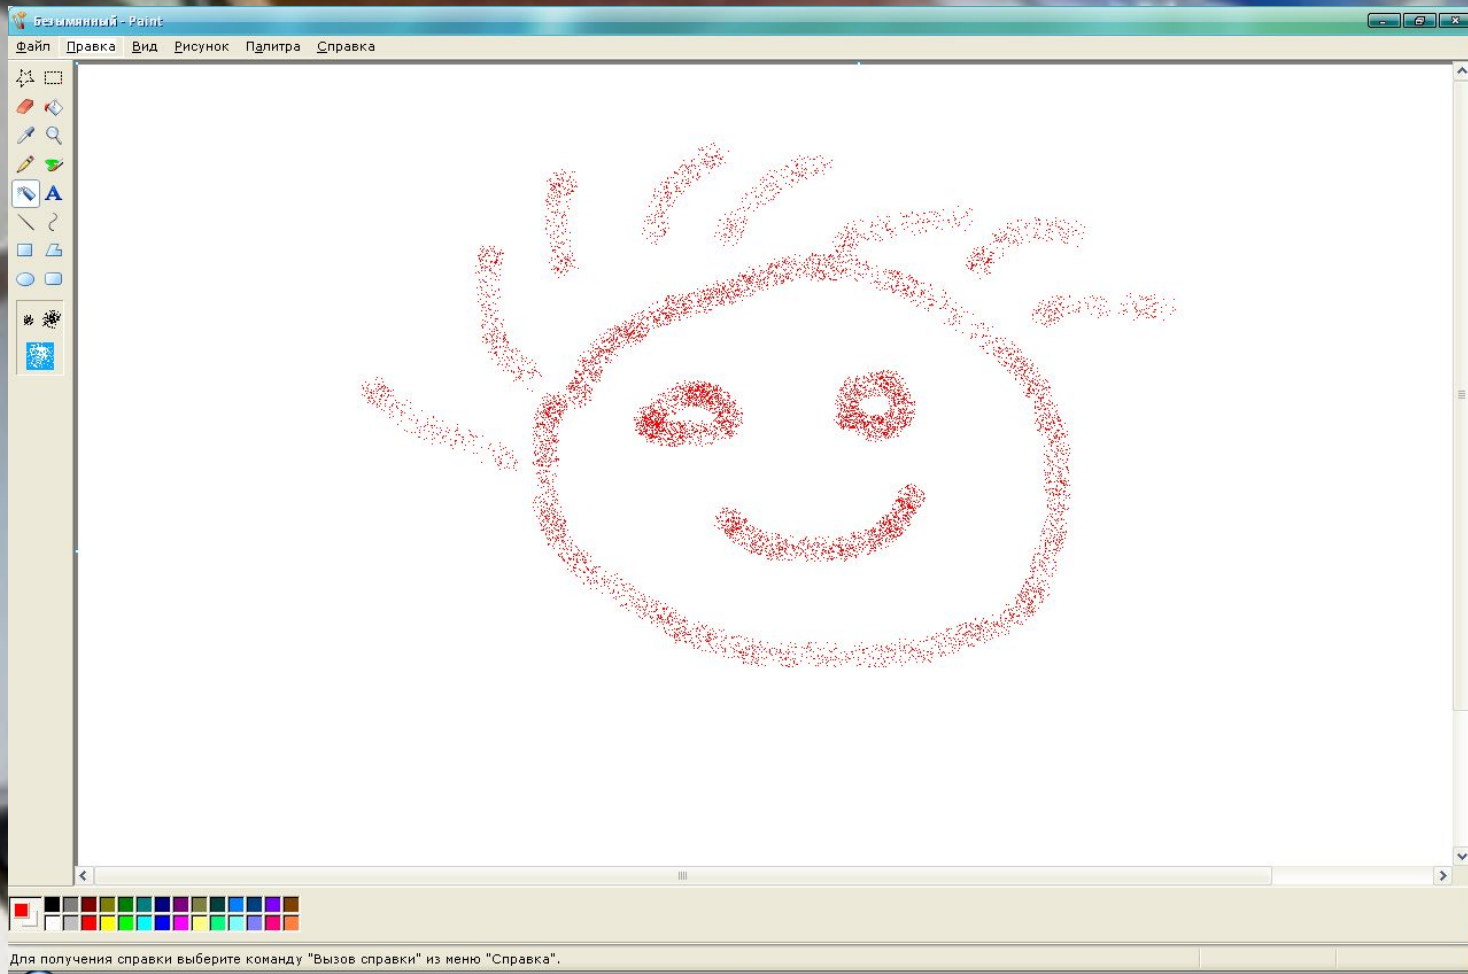 Безымянный - Paint
Файл Правка Вид Рисунок Палитра Справка
A
Для получения справки выберите команду "Вызов справки" из меню "Справка".